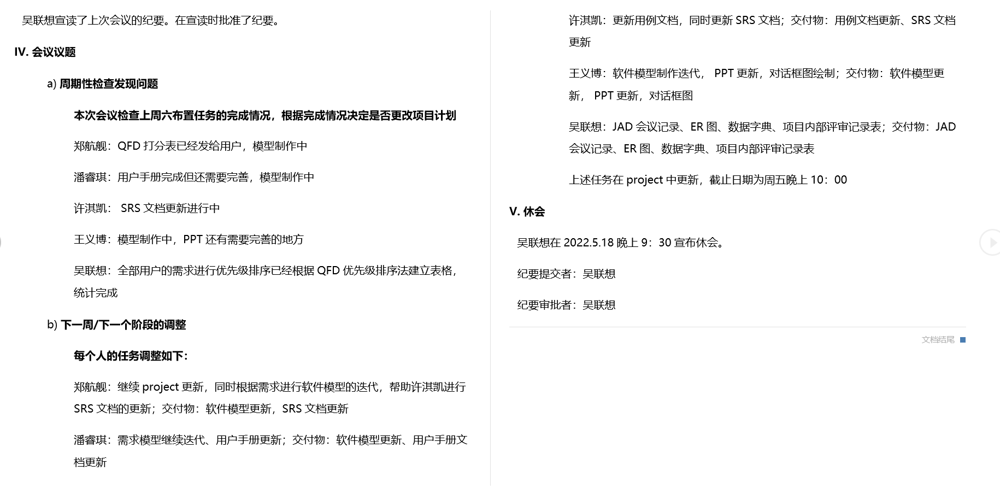 吴联想宣读了上次会议的纪要。在宣读时批准了纪要。
IV. 会议议题
a) 周期性检查发现问题
本次会议检查上周六布置任务的完成情况，根据完成情况决定是否更改项目计划
郑航舰：QFD 打分表已经发给用户，模型制作中
潘睿琪：用户手册完成但还需要完善，模型制作中
许淇凯： SRS 文档更新进行中
王义博：模型制作中，PPT 还有需要完善的地方
吴联想：全部用户的需求进行优先级排序已经根据 QFD 优先级排序法建立表格，
统计完成
b) 下一周/下一个阶段的调整
每个人的任务调整如下：
郑航舰：继续 project 更新，同时根据需求进行软件模型的迭代，帮助许淇凯进行
SRS 文档的更新；交付物：软件模型更新，SRS 文档更新
潘睿琪：需求模型继续迭代、用户手册更新；交付物：软件模型更新、用户手册文
档更新
许淇凯：更新用例文档，同时更新 SRS 文档；交付物：用例文档更新、SRS 文档
更新
王义博：软件模型制作迭代， PPT 更新，对话框图绘制；交付物：软件模型更
新， PPT 更新，对话框图
吴联想：JAD 会议记录、ER 图、数据字典、项目内部评审记录表；交付物：JAD
会议记录、ER 图、数据字典、项目内部评审记录表
上述任务在 project 中更新，截止日期为周五晚上 10：00
V. 休会
吴联想在 2022.5.18 晚上 9：30 宣布休会。
纪要提交者：吴联想
纪要审批者：吴联想
文档结尾